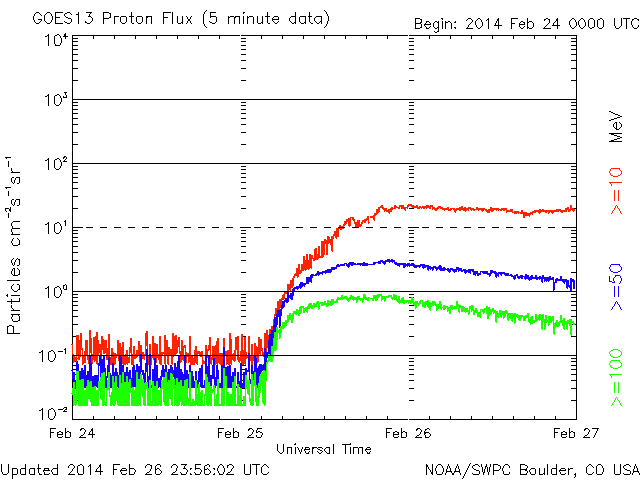 GOES13 Proton Flux (5 minute data)
Begin: 2014 Feb 24 0000 UTC
Particles cm⁻²s⁻¹sr⁻¹
10⁴
10³
10²
10¹
10⁰
10⁻¹
10⁻²
MeV
>=10
>=50
>=100
Feb 24
Feb 25
Feb 26
Feb 27
Universal Time
Updated 2014 Feb 26 23:56:02 UTC
NOAA/SWPC Boulder, CO USA